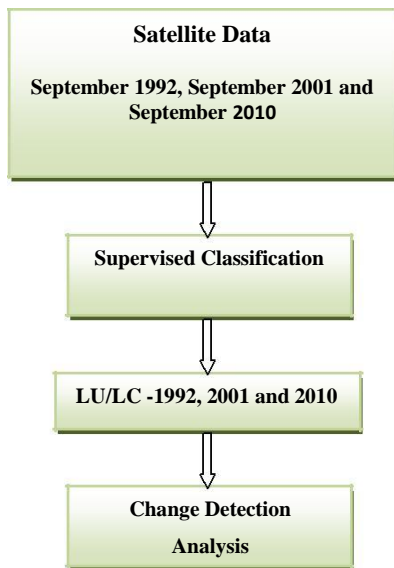 Satellite Data
September 1992, September 2001 and
September 2010
Supervised Classification
LU/LC -1992, 2001 and 2010
Change Detection
Analysis